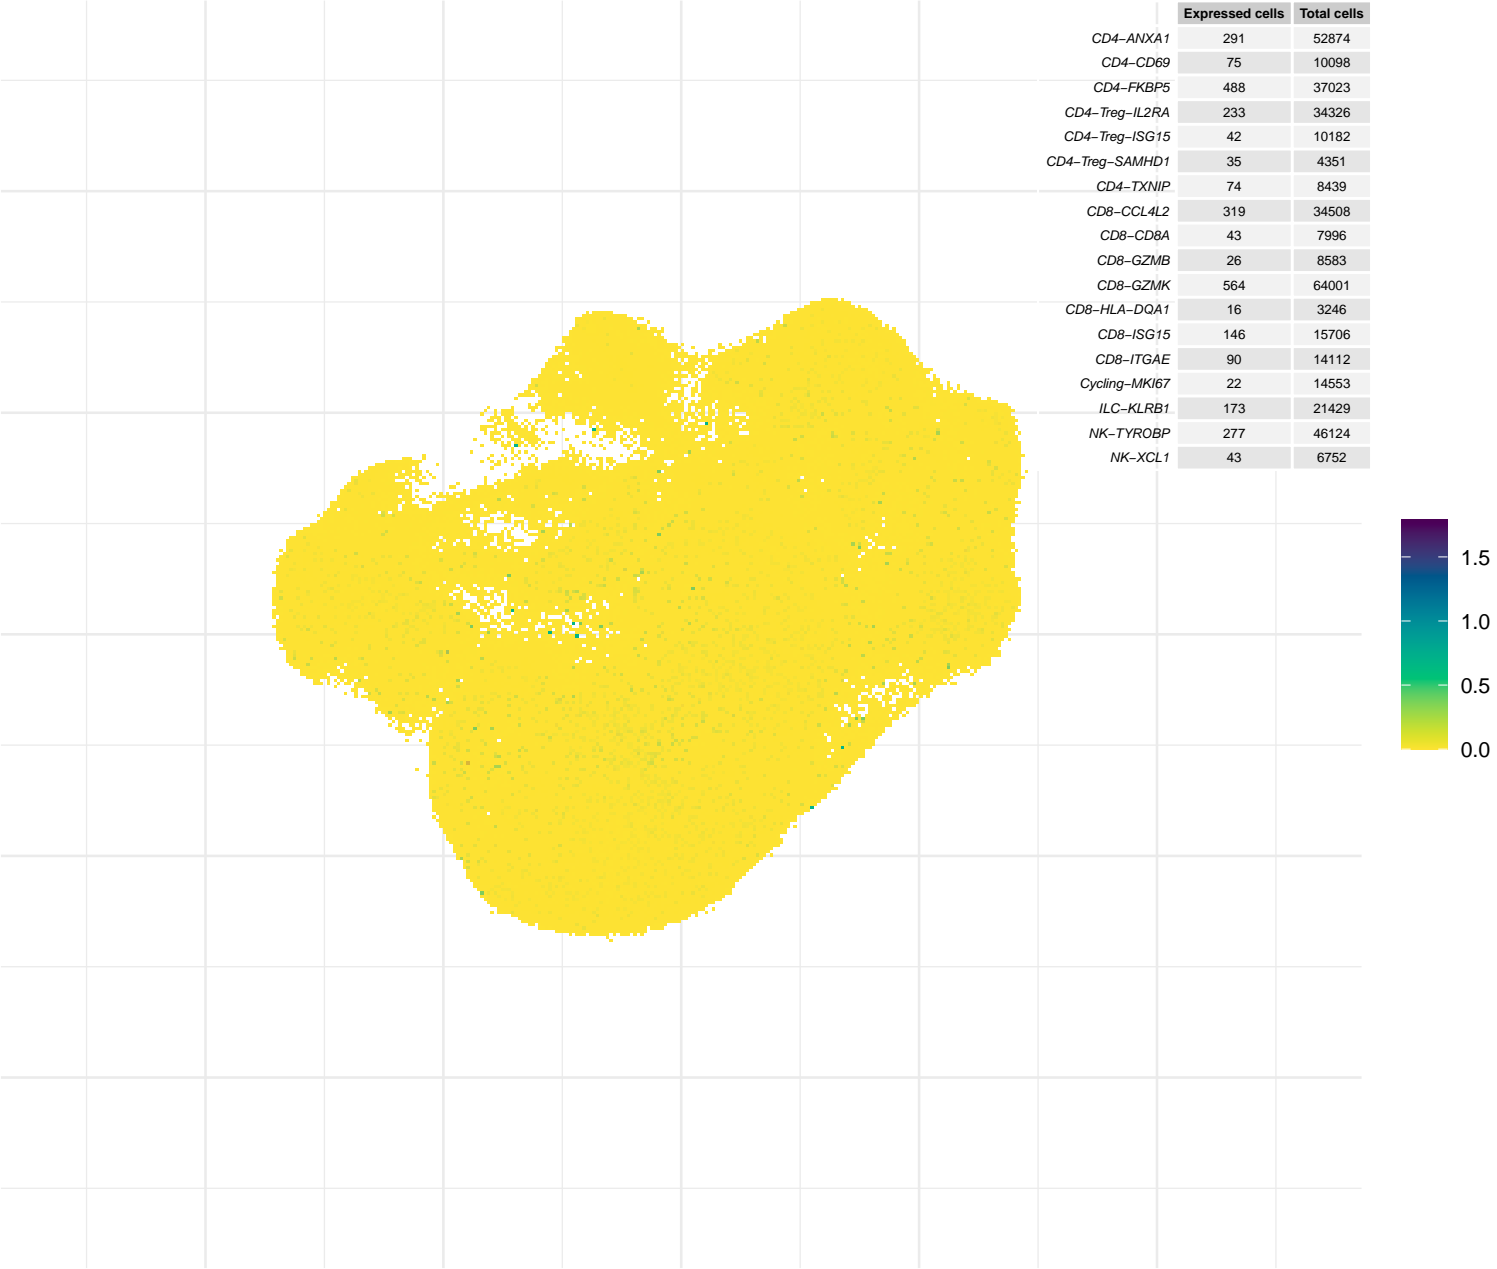 Expressed cells Total cells
CD4−ANXA1 291 52874
CD4−CD69 75 10098
CD4−FKBP5 488 37023
CD4−Treg−IL2RA 233 34326
CD4−Treg−ISG15 42 10182
CD4−Treg−SAMHD1 35 4351
CD4−TXNIP 74 8439
CD8−CCL4L2 319 34508
CD8−CD8A 43 7996
CD8−GZMB 26 8583
CD8−GZMK 564 64001
CD8−HLA−DQA1 16 3246
CD8−ISG15 146 15706
CD8−ITGAE 90 14112
Cycling−MKI67 22 14553
ILC−KLRB1 173 21429
NK−TYROBP 277 46124
NK−XCL1 43 6752
1.5
1.0
0.5
0.0